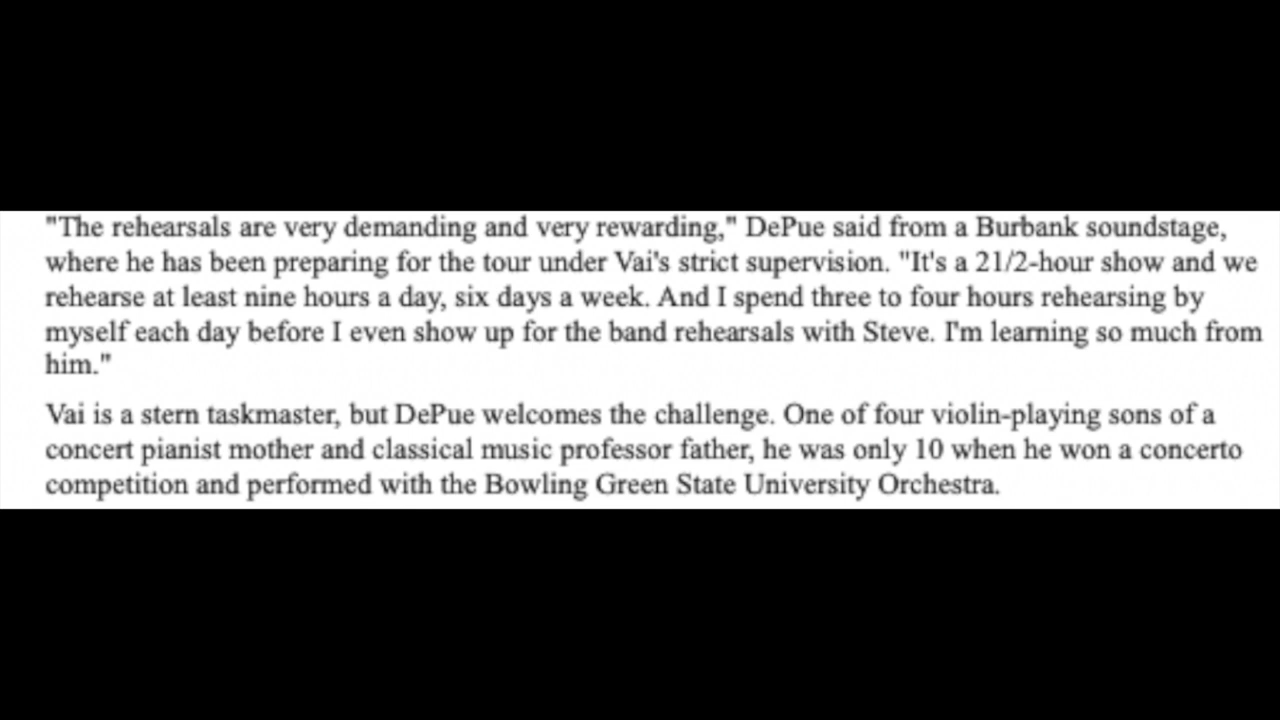 "The rehearsals are very demanding and very rewarding," DePue said from a Burbank soundstage,
where he has been preparing for the tour under Vai's strict supervision. "It's a 21/2-hour show and we
rehearse at least nine hours a day, six days a week. And I spend three to four hours rehearsing by
myself each day before I even show up for the band rehearsals with Steve. I'm learning so much from
him."
Vai is a stern taskmaster, but DePue welcomes the challenge. One of four violin-playing sons of a
concert pianist mother and classical music professor father, he was only 10 when he won a concerto
competition and performed with the Bowling Green State University Orchestra.